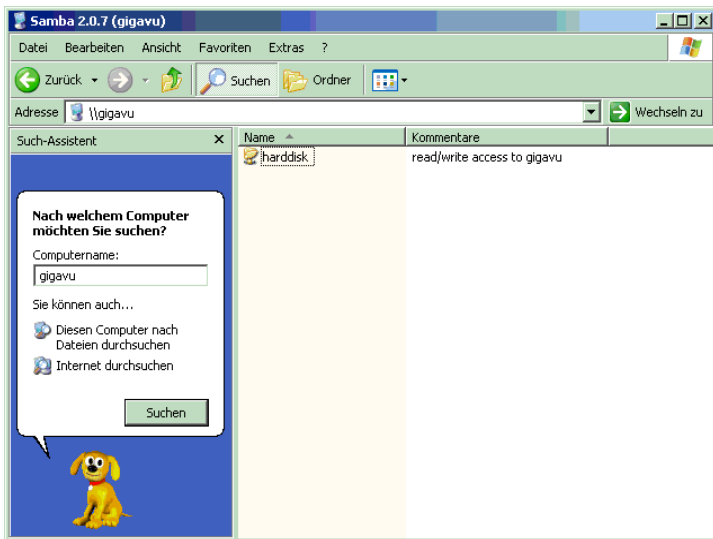 Samba 2.0.7 (gigavu)
Datei Bearbeiten Ansicht Favoriten Extras ?
Zurück Suchen Ordner
Adresse \\gigavu Wechseln zu
Such-Assistent x
Name Kommentare
harddisk read/write access to gigavu
Nach welchem Computer
möchten Sie suchen?
Computername:
gigavu
Sie können auch...
Diesen Computer nach
Dateien durchsuchen
Internet durchsuchen
Suchen